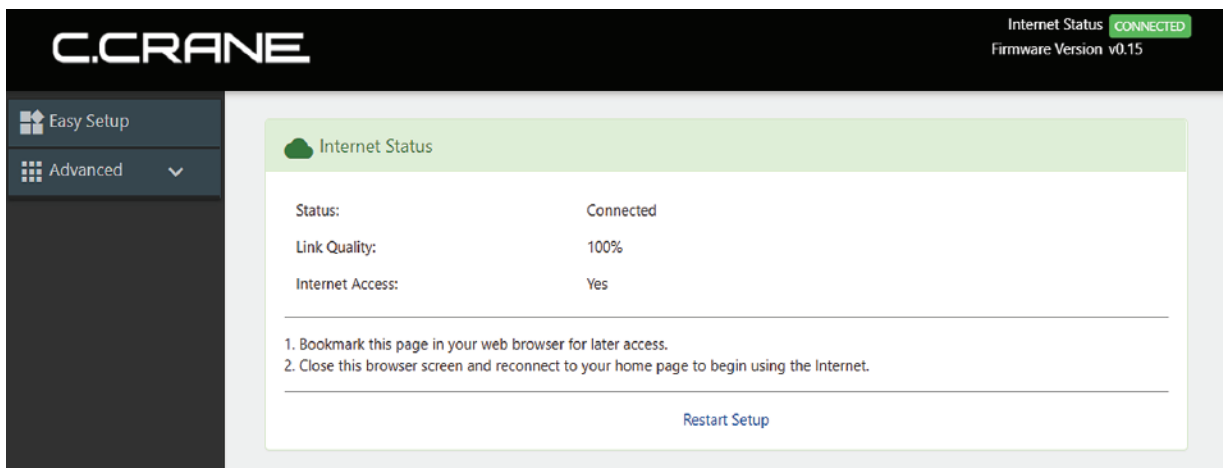 C.CRANE
Internet Status CONNECTED
Firmware Version v0.15
Easy Setup
Advanced
Internet Status
Status: Connected
Link Quality: 100%
Internet Access: Yes
1. Bookmark this page in your web browser for later access.
2. Close this browser screen and reconnect to your home page to begin using the Internet.
Restart Setup